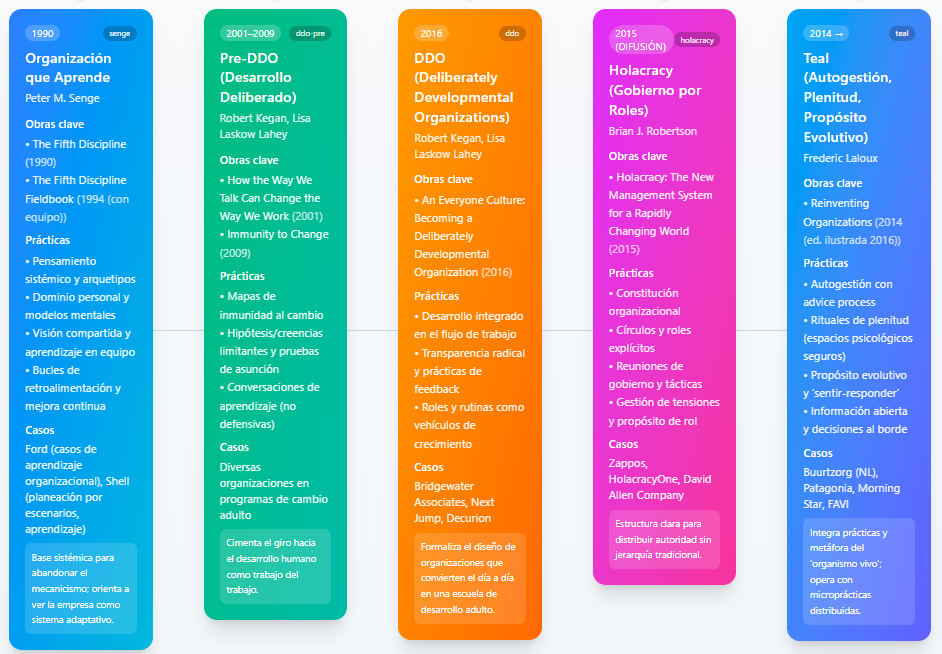 1990
senge
Organización
que Aprende
Peter M. Senge
Obras clave
• The Fifth Discipline
(1990)
• The Fifth Discipline
Fieldbook (1994 (con
equipo))
Prácticas
• Pensamiento
sistémico y arquetipos
• Dominio personal y
modelos mentales
• Visión compartida y
aprendizaje en equipo
• Bucles de
retroalimentación y
mejora continua
Casos
Ford (casos de
aprendizaje
organizacional), Shell
(planeación por
escenarios,
aprendizaje)
Base sistémica para
abandonar el
mecanicismo; orienta a
ver la empresa como
sistema adaptativo.
2001–2009
ddo-pre
Pre-DDO
(Desarrollo
Deliberado)
Robert Kegan, Lisa
Laskow Lahey
Obras clave
• How the Way We
Talk Can Change the
Way We Work (2001)
• Immunity to Change
(2009)
Prácticas
• Mapas de
inmunidad al cambio
• Hipótesis/creencias
limitantes y pruebas
de asunción
• Conversaciones de
aprendizaje (no
defensivas)
Casos
Diversas
organizaciones en
programas de cambio
adulto
Cimenta el giro hacia
el desarrollo humano
como trabajo del
trabajo.
2016
ddo
DDO
(Deliberately
Developmental
Organizations)
Robert Kegan, Lisa
Laskow Lahey
Obras clave
• An Everyone Culture:
Becoming a
Deliberately
Developmental
Organization (2016)
Prácticas
• Desarrollo integrado
en el flujo de trabajo
• Transparencia radical
y prácticas de
feedback
• Roles y rutinas como
vehículos de
crecimiento
Casos
Bridgewater
Associates, Next
Jump, Decurion
Formaliza el diseño de
organizaciones que
convierten el día a día
en una escuela de
desarrollo adulto.
2015
(DIFUSIÓN)
holacracy
Holacracy
(Gobierno por
Roles)
Brian J. Robertson
Obras clave
• Holacracy: The New
Management System
for a Rapidly
Changing World
(2015)
Prácticas
• Constitución
organizacional
• Círculos y roles
explícitos
• Reuniones de
gobierno y tácticas
• Gestión de tensiones
y propósito de rol
Casos
Zappos,
HolacracyOne, David
Allen Company
Estructura clara para
distribuir autoridad sin
jerarquía tradicional.
2014 →
teal
Teal
(Autogestión,
Plenitud,
Propósito
Evolutivo)
Frederic Laloux
Obras clave
• Reinventing
Organizations (2014
(ed. ilustrada 2016))
Prácticas
• Autogestión con
advice process
• Rituales de plenitud
(espacios psicológicos
seguros)
• Propósito evolutivo
y ‘sentir-responder’
• Información abierta
y decisiones al borde
Casos
Buurtzorg (NL),
Patagonia, Morning
Star, FAVI
Integra prácticas y
metáfora del
‘organismo vivo’;
opera con
microprácticas
distribuidas.